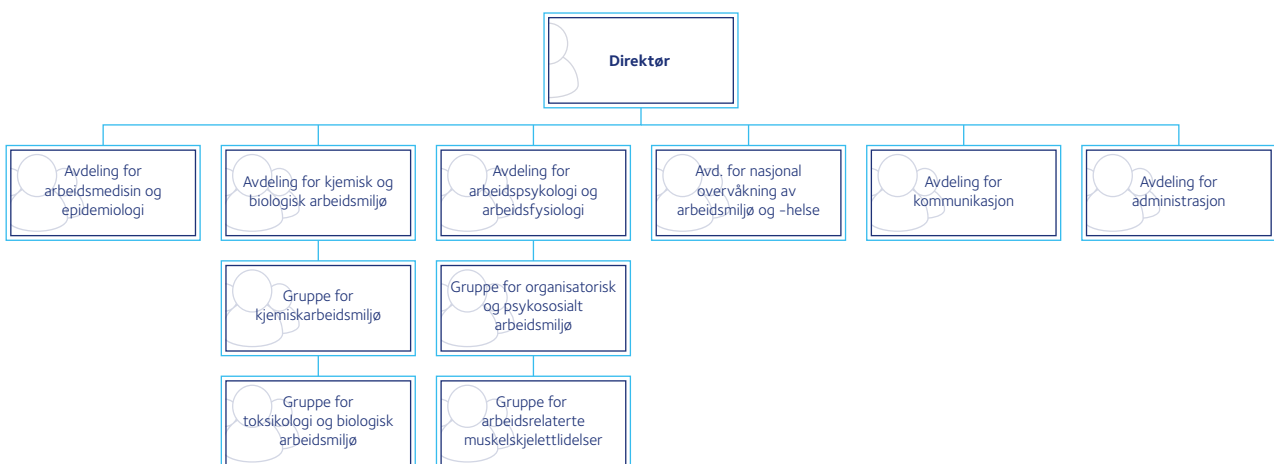 Direktør
Avdeling for
arbeidsmedisin og
epidemiologi
Avdeling for kjemisk og
biologisk arbeidsmiljø
Avdeling for
arbeidspsykologi og
arbeidsfysiologi
Avd. for nasjonal
overvåkning av
arbeidsmiljø og -helse
Avdeling for
kommunikasjon
Avdeling for
administrasjon
Gruppe for
kjemiskarbeidsmiljø
Gruppe for organisatorisk
og psykososialt
arbeidsmiljø
Gruppe for
toksikologi og biologisk
arbeidsmiljø
Gruppe for
arbeidsrelaterte
muskelskjelettlidelser